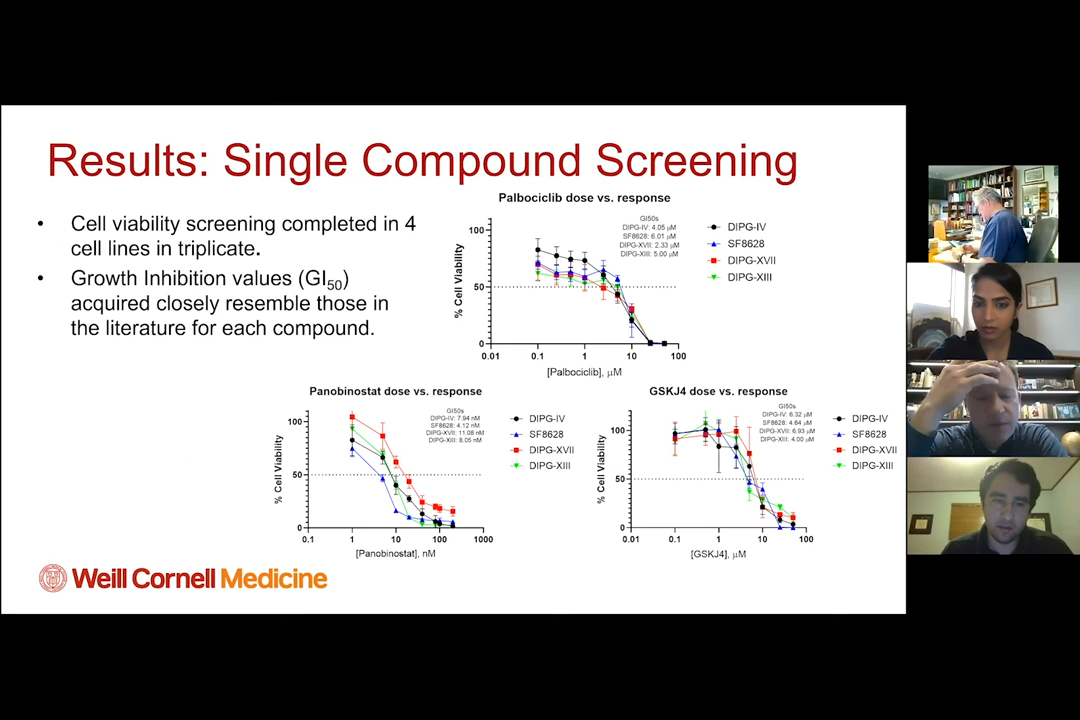 Results: Single Compound Screening
• Cell viability screening completed in 4
cell lines in triplicate.
• Growth Inhibition values (GI50)
acquired closely resemble those in
the literature for each compound.
Palbociclib dose vs. response
% Cell Viability
100
50
0
0.01 0.1 1 10 100
[Palbociclib], μM
GI50s
DIPG-IV: 4.05 μM
SF8628: 6.01 μM
DIPG-XVII: 2.33 μM
DIPG-XIII: 5.00 μM
DIPG-IV
SF8628
DIPG-XVII
DIPG-XIII
Panobinostat dose vs. response
% Cell Viability
100
50
0
0.1 1 10 100 1000
[Panobinostat], nM
GI50s
DIPG-IV: 7.94 nM
SF8628: 4.12 nM
DIPG-XVII: 11.08 nM
DIPG-XIII: 8.05 nM
DIPG-IV
SF8628
DIPG-XVII
DIPG-XIII
GSKJ4 dose vs. response
% Cell Viability
100
50
0
0.01 0.1 1 10 100
[GSKJ4], μM
GI50s
DIPG-IV: 6.32 μM
SF8628: 4.64 μM
DIPG-XVII: 6.93 μM
DIPG-XIII: 4.00 μM
DIPG-IV
SF8628
DIPG-XVII
DIPG-XIII
Weill Cornell Medicine